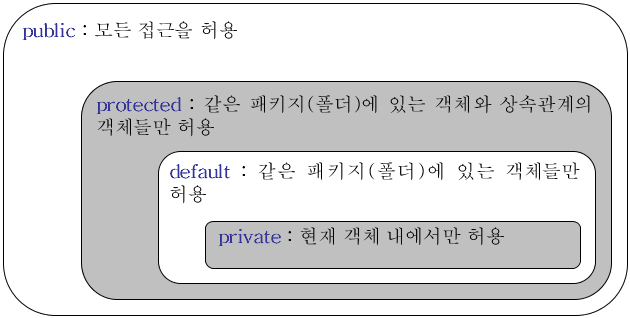 public : 모든 접근을 허용
protected : 같은 패키지(폴더)에 있는 객체와 상속관계의
객체들만 허용
default : 같은 패키지(폴더)에 있는 객체들만
허용
private : 현재 객체 내에서만 허용